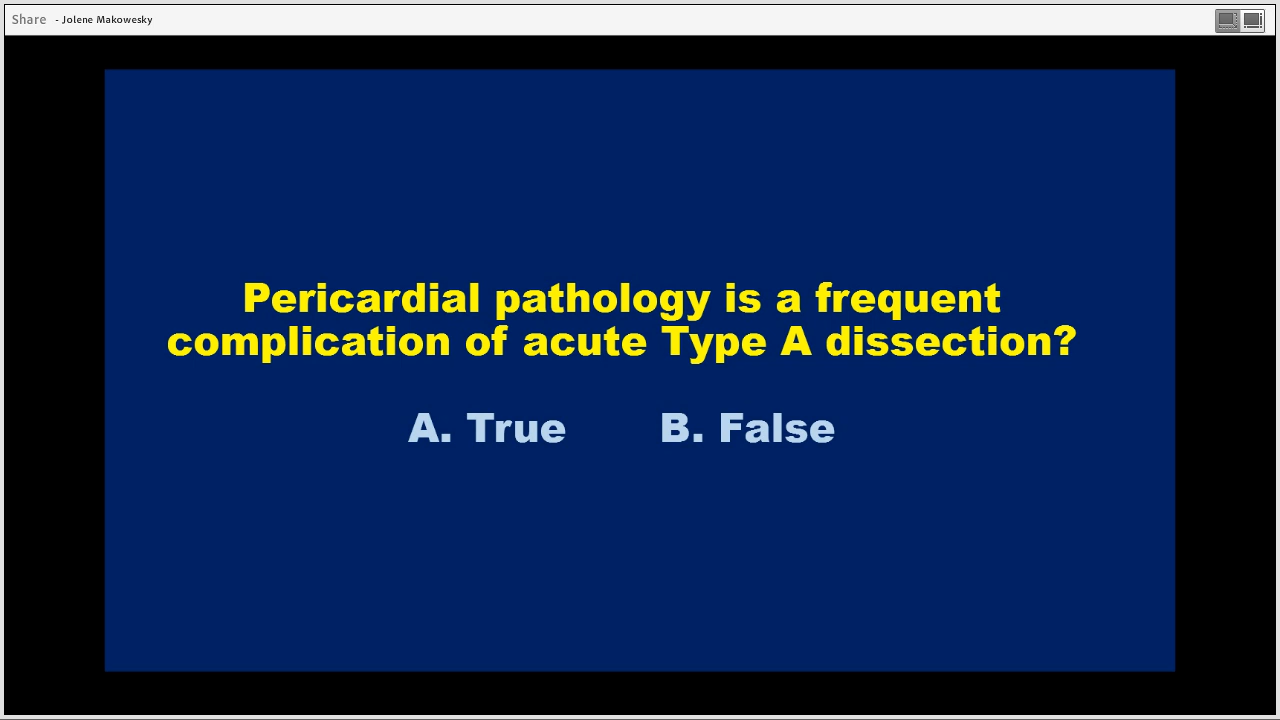 Share - Jolene Makowesky
Pericardial pathology is a frequent
complication of acute Type A dissection?
A. True B. False